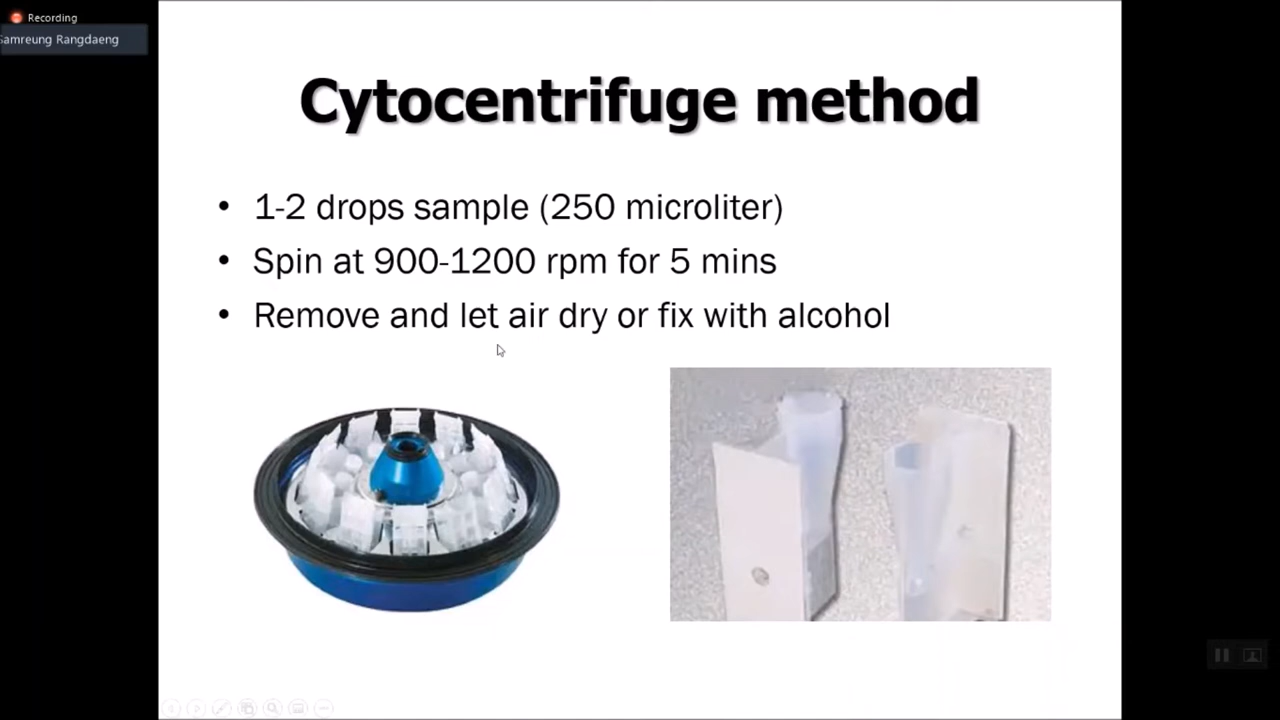 Recording
Samreung Rangdaeng
Cytocentrifuge method
• 1-2 drops sample (250 microliter)
• Spin at 900-1200 rpm for 5 mins
• Remove and let air dry or fix with alcohol